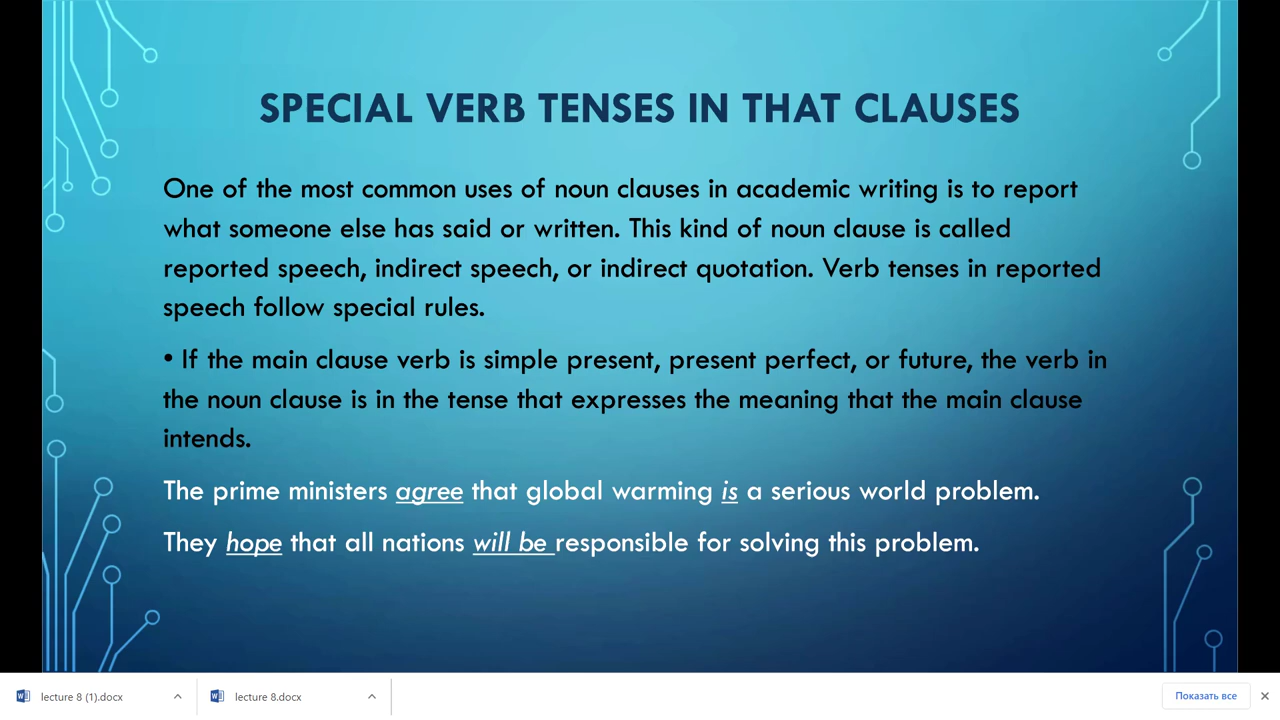 SPECIAL VERB TENSES IN THAT CLAUSES
One of the most common uses of noun clauses in academic writing is to report
what someone else has said or written. This kind of noun clause is called
reported speech, indirect speech, or indirect quotation. Verb tenses in reported
speech follow special rules.
• If the main clause verb is simple present, present perfect, or future, the verb in
the noun clause is in the tense that expresses the meaning that the main clause
intends.
The prime ministers agree that global warming is a serious world problem.
They hope that all nations will be responsible for solving this problem.
lecture 8 (1).docx
lecture 8.docx
Показать все